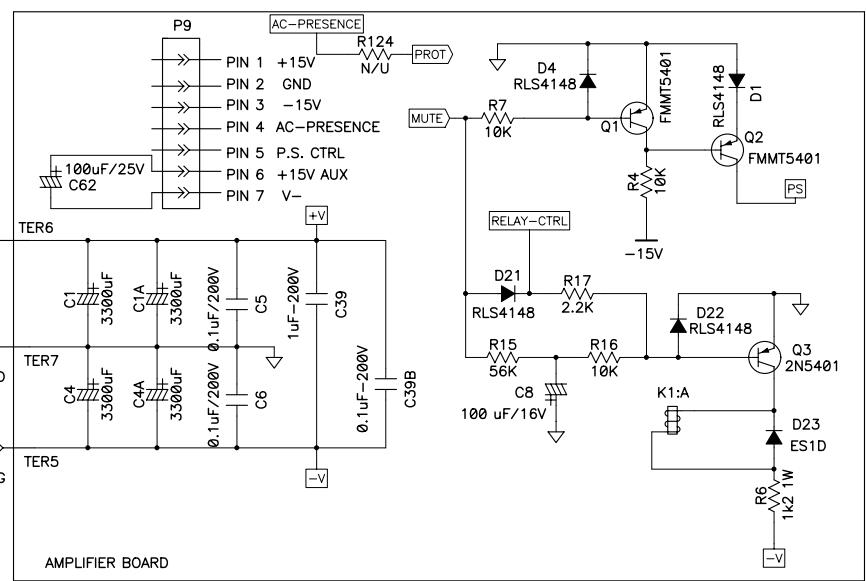 P9
AC-PRESENCE
R124
N/U
PROT
PIN 1 +15V
PIN 2 GND
PIN 3 -15V
PIN 4 AC-PRESENCE
PIN 5 P.S. CTRL
PIN 6 +15V AUX
PIN 7 V-
100uF/25V
C62
D4
RLS4148
MUTE
R7
10K
Q1
FMMT5401
RLS4148
D1
Q2
FMMT5401
R4
10K
PS
-15V
TER6
+V
C1
3300uF
C1A
3300uF
C5
0.1uF/200V
C39
1uF-200V
TER7
C4
3300uF
C4A
3300uF
C6
0.1uF/200V
C39B
0.1uF-200V
TER5
-V
RELAY-CTRL
D21
RLS4148
R17
2.2K
D22
RLS4148
R15
56K
R16
10K
Q3
2N5401
C8
100 uF/16V
K1:A
D23
ES1D
R6
1k2 1W
-V
AMPLIFIER BOARD